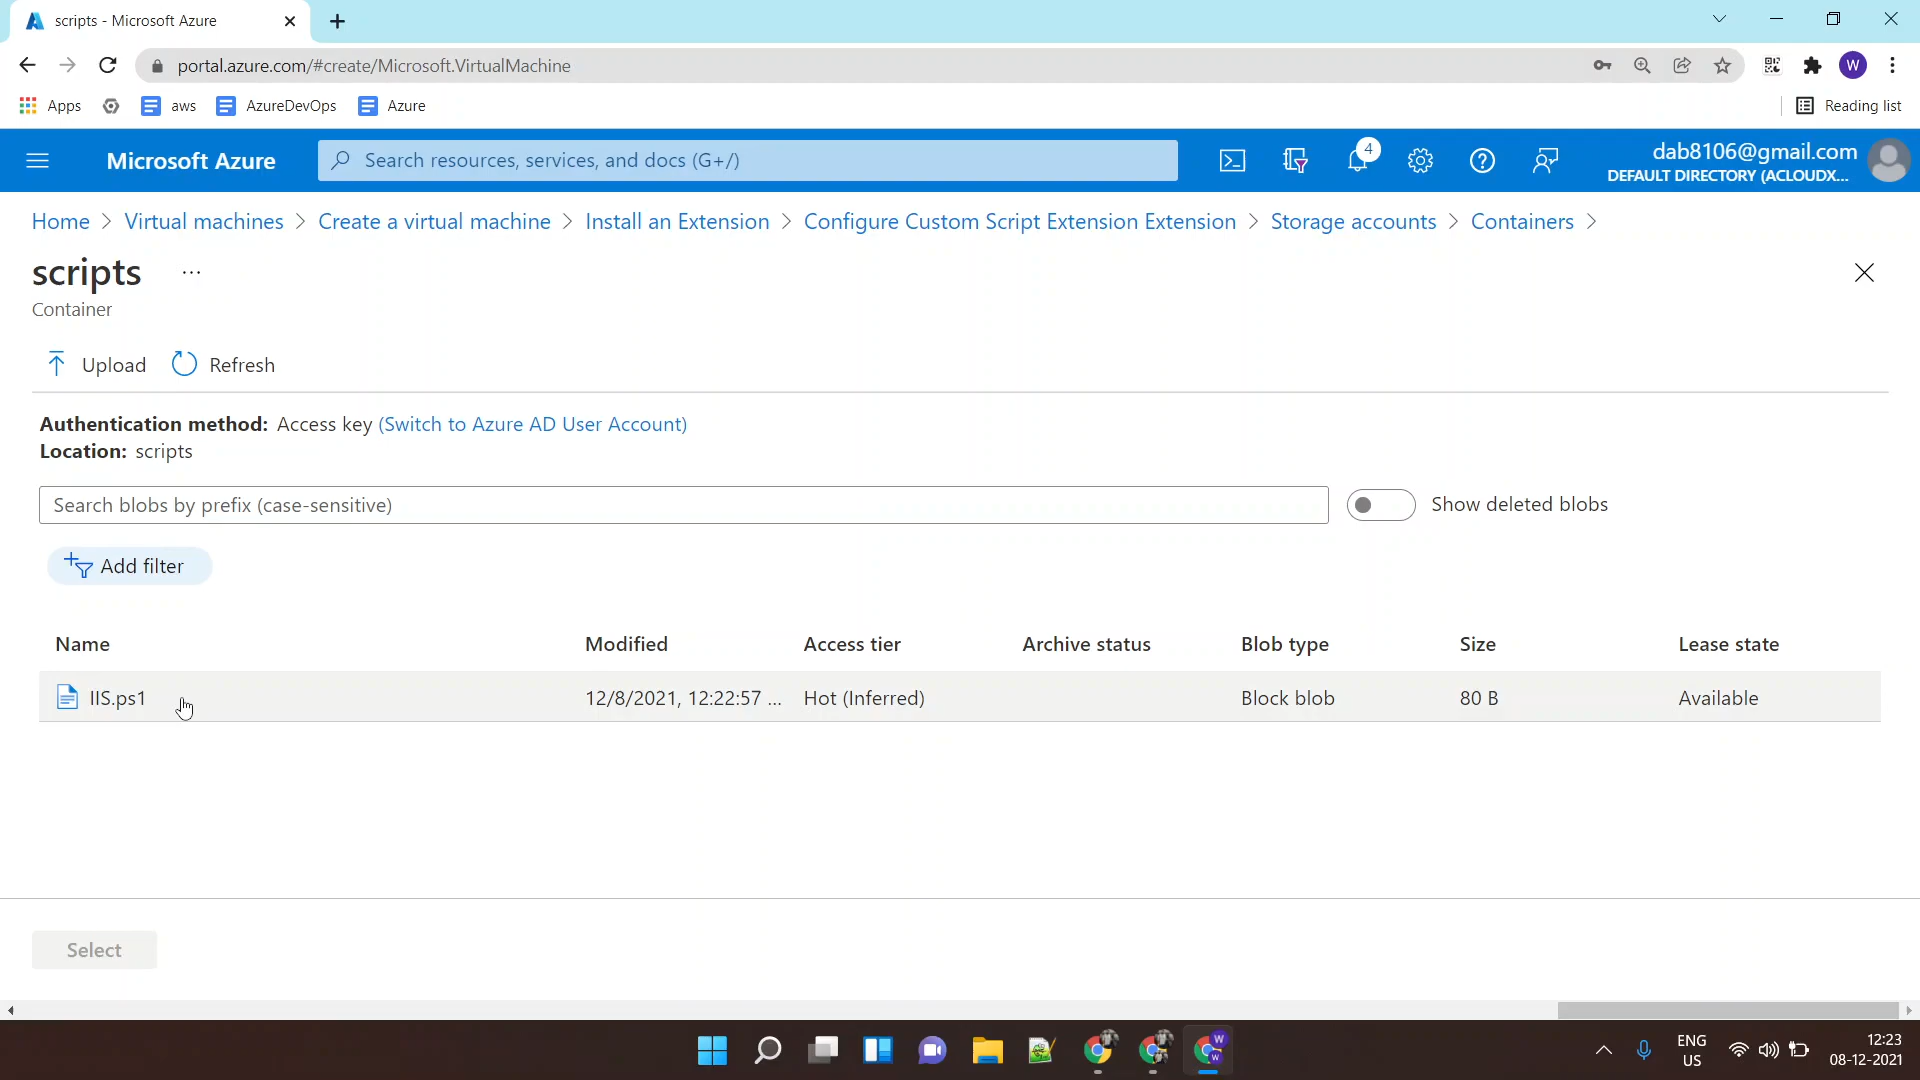 scripts - Microsoft Azure
portal.azure.com/#create/Microsoft.VirtualMachine
W
Apps aws AzureDevOps Azure Reading list
Microsoft Azure Search resources, services, and docs (G+/) 4 dab8106@gmail.com
DEFAULT DIRECTORY (ACLOUDX...
Home > Virtual machines > Create a virtual machine > Install an Extension > Configure Custom Script Extension Extension > Storage accounts > Containers >
scripts ...
Container
Upload Refresh
Authentication method: Access key (Switch to Azure AD User Account)
Location: scripts
Search blobs by prefix (case-sensitive) Show deleted blobs
Add filter
Name Modified Access tier Archive status Blob type Size Lease state
IIS.ps1 12/8/2021, 12:22:57 ... Hot (Inferred) Block blob 80 B Available
Select
W
W
ENG
US
12:23
08-12-2021